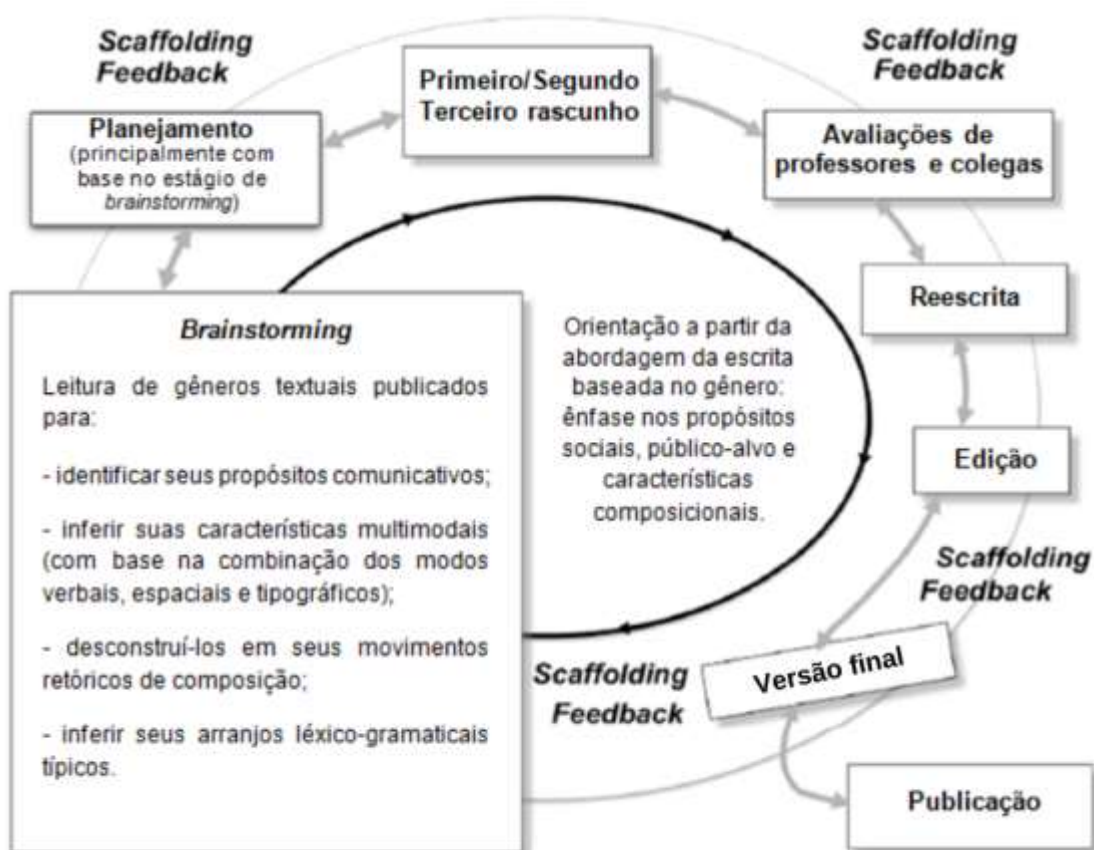 Scaffolding
Feedback
Planejamento
(principalmente com
base no estágio de
brainstorming)
Primeiro/Segundo
Terceiro rascunho
Scaffolding
Feedback
Avaliações de
professores e colegas
Reescrita
Edição
Scaffolding
Feedback
Versão final
Publicação
Scaffolding
Feedback
Orientação a partir da
abordagem da escrita
baseada no gênero:
ênfase nos propósitos
sociais, público-alvo e
características
composicionais.
Brainstorming
Leitura de gêneros textuais publicados
para:
- identificar seus propósitos comunicativos;
- inferir suas características multimodais
(com base na combinação dos modos
verbais, espaciais e tipográficos);
- desconstruí-los em seus movimentos
retóricos de composição;
- inferir seus arranjos léxico-gramaticais
típicos.